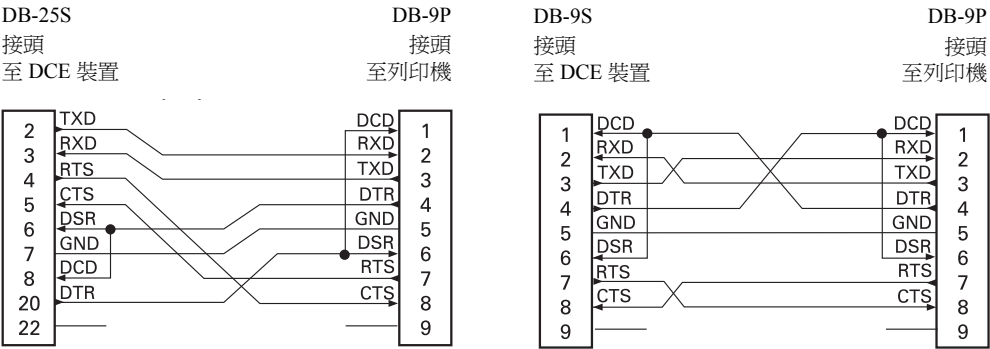 DB-25S DB-9P
接頭 接頭
至 DCE 裝置 至列印機
2 TXD DCD 1
3 RXD RXD 2
4 RTS TXD 3
5 CTS DTR 4
6 DSR GND 5
7 GND DSR 6
8 DCD RTS 7
20 DTR CTS 8
22 9
DB-9S DB-9P
接頭 接頭
至 DCE 裝置 至列印機
1 DCD DCD 1
2 RXD RXD 2
3 TXD TXD 3
4 DTR DTR 4
5 GND GND 5
6 DSR DSR 6
7 RTS RTS 7
8 CTS CTS 8
9 9